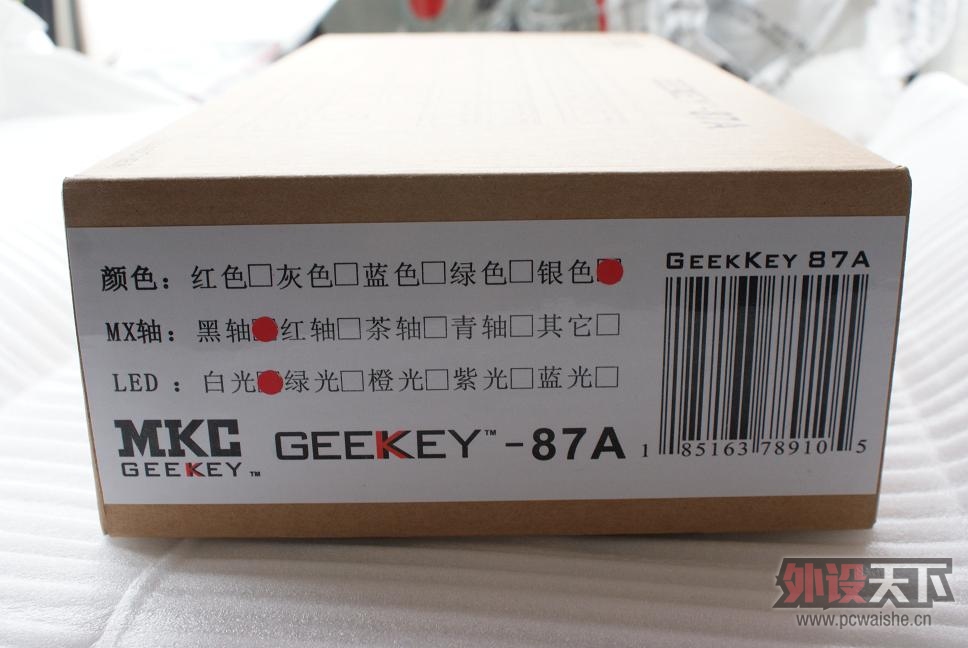 颜色：红色□灰色□蓝色□绿色□银色□
MX轴：黑轴□红轴□茶轴□青轴□其它□
LED：白光□绿光□橙光□紫光□蓝光□
MKC
GEEKKEY™
GEEKKEY™-87A
GEEKKEY 87A
1 85163 78910 5
外设天下
www.pcwaishe.cn